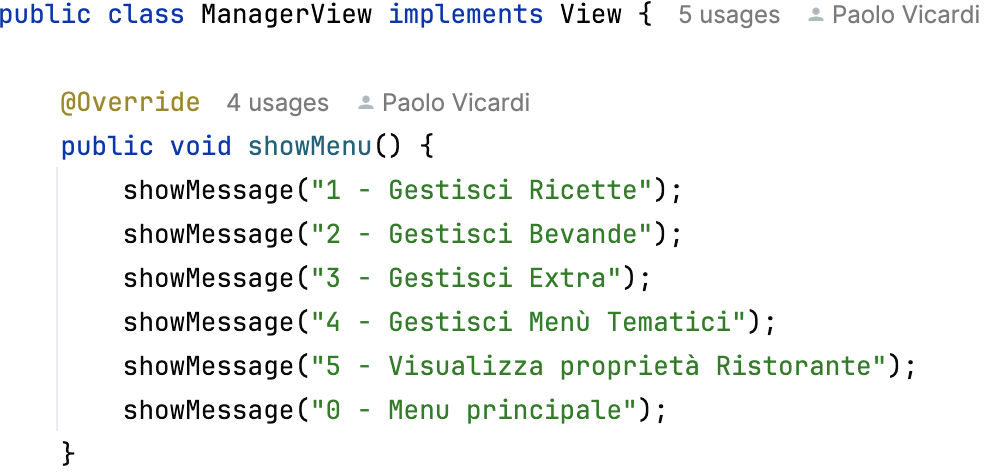 public class ManagerView implements View { 5 usages Paolo Vicardi
@Override 4 usages Paolo Vicardi
public void showMenu() {
showMessage("1 - Gestisci Ricette");
showMessage("2 - Gestisci Bevande");
showMessage("3 - Gestisci Extra");
showMessage("4 - Gestisci Menù Tematici");
showMessage("5 - Visualizza proprietà Ristorante");
showMessage("0 - Menu principale");
}